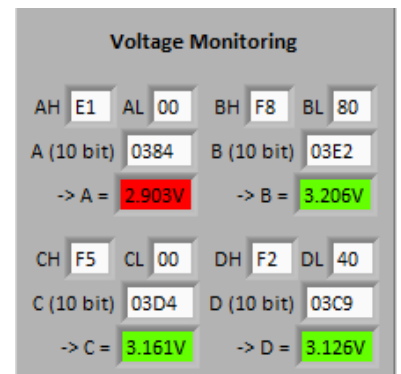 Voltage Monitoring
AH E1 AL 00 BH F8 BL 80
A (10 bit) 0384 B (10 bit) 03E2
-> A = 2.903V -> B = 3.206V
CH F5 CL 00 DH F2 DL 40
C (10 bit) 03D4 D (10 bit) 03C9
-> C = 3.161V -> D = 3.126V